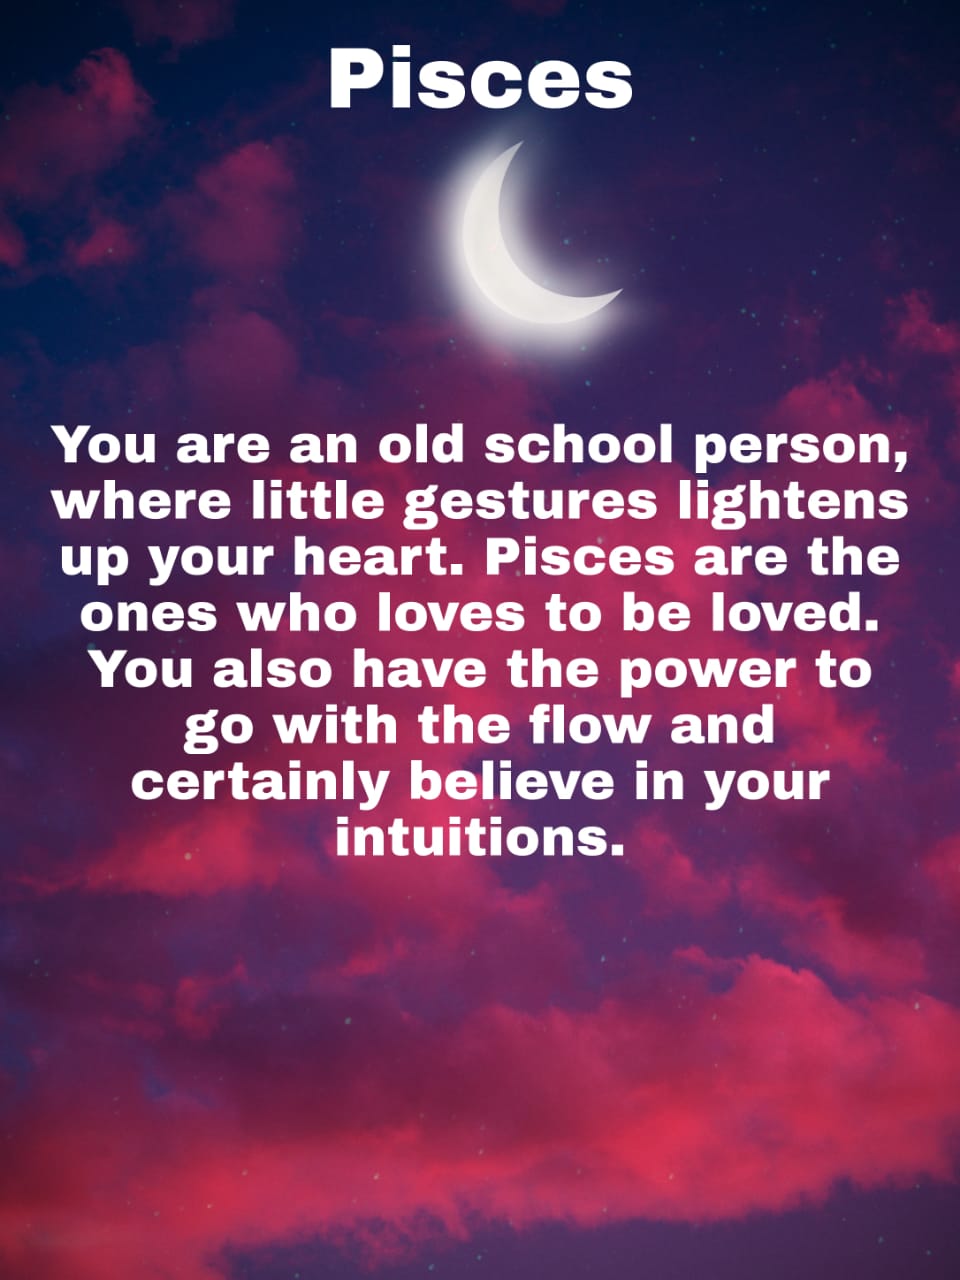 Pisces
You are an old school person,
where little gestures lightens
up your heart. Pisces are the
ones who loves to be loved.
You also have the power to
go with the flow and
certainly believe in your
intuitions.